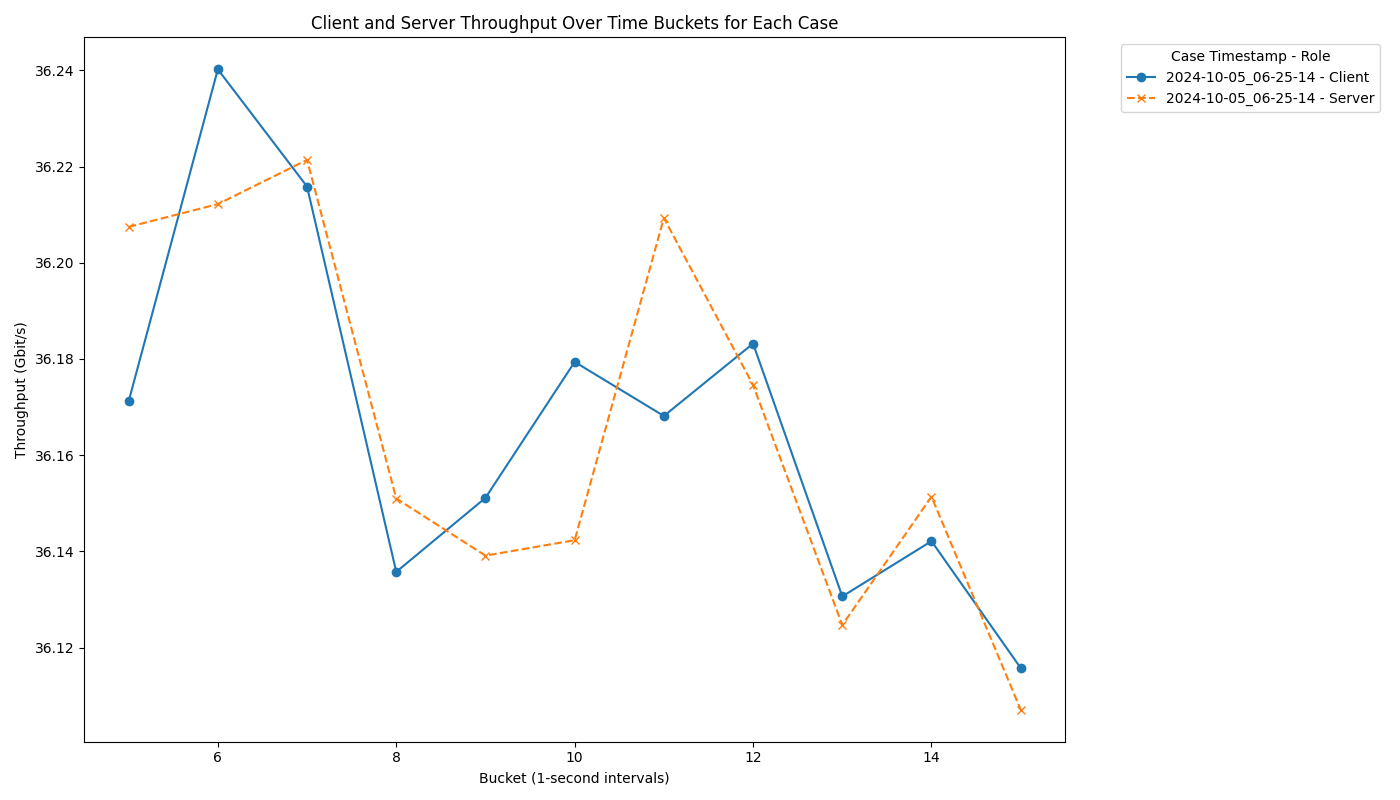 Client and Server Throughput Over Time Buckets for Each Case
Case Timestamp - Role
2024-10-05_06-25-14 - Client
2024-10-05_06-25-14 - Server
Throughput (Gbit/s)
36.24
36.22
36.20
36.18
36.16
36.14
36.12
6 8 10 12 14
Bucket (1-second intervals)